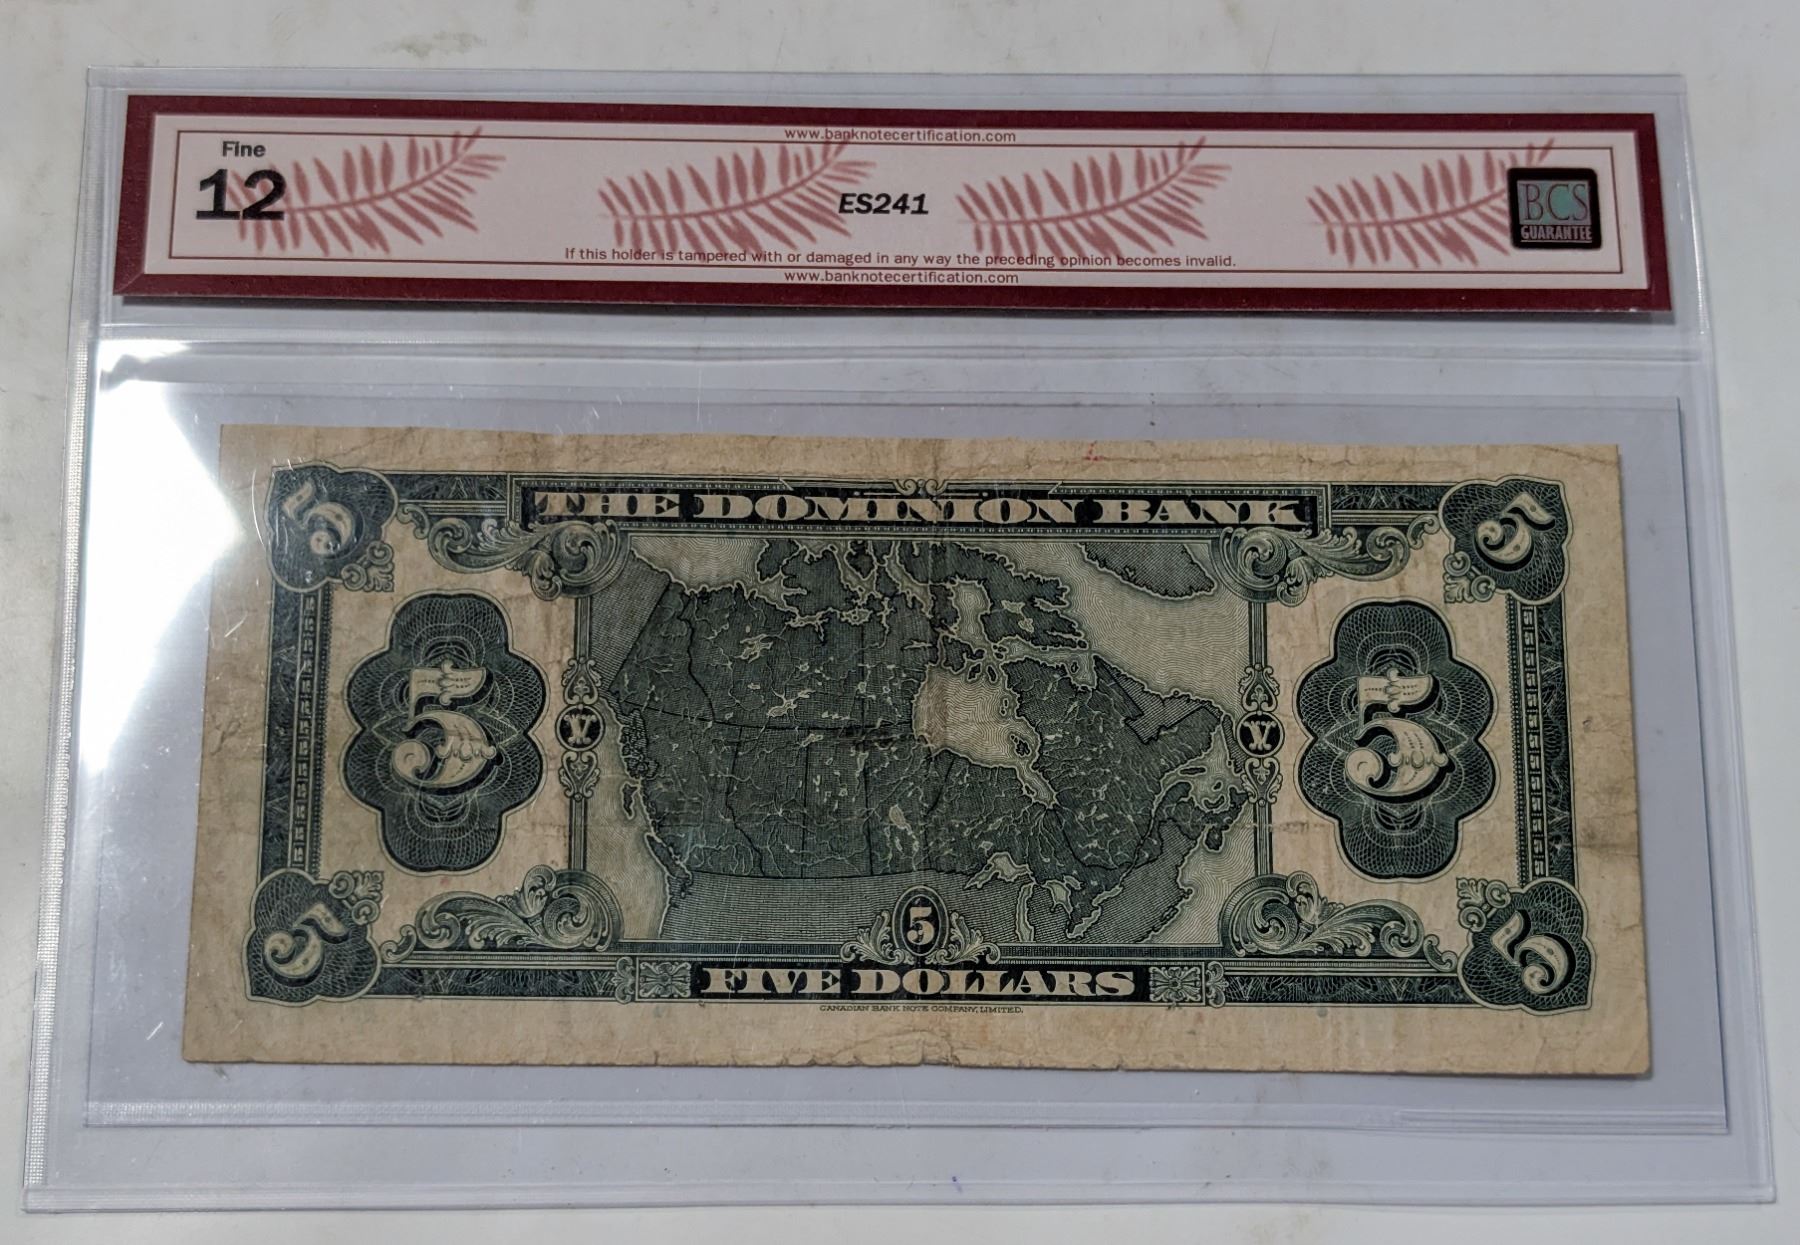 www.banknotecertification.com
Fine
12
ES241
BCS
GUARANTEE
If this holder is tampered with or damaged in any way the preceding opinion becomes invalid.
www.banknotecertification.com
5 THE DOMINION BANK 5
5 V V 5
5 5 5
FIVE DOLLARS
CANADIAN BANK NOTE COMPANY, LIMITED.